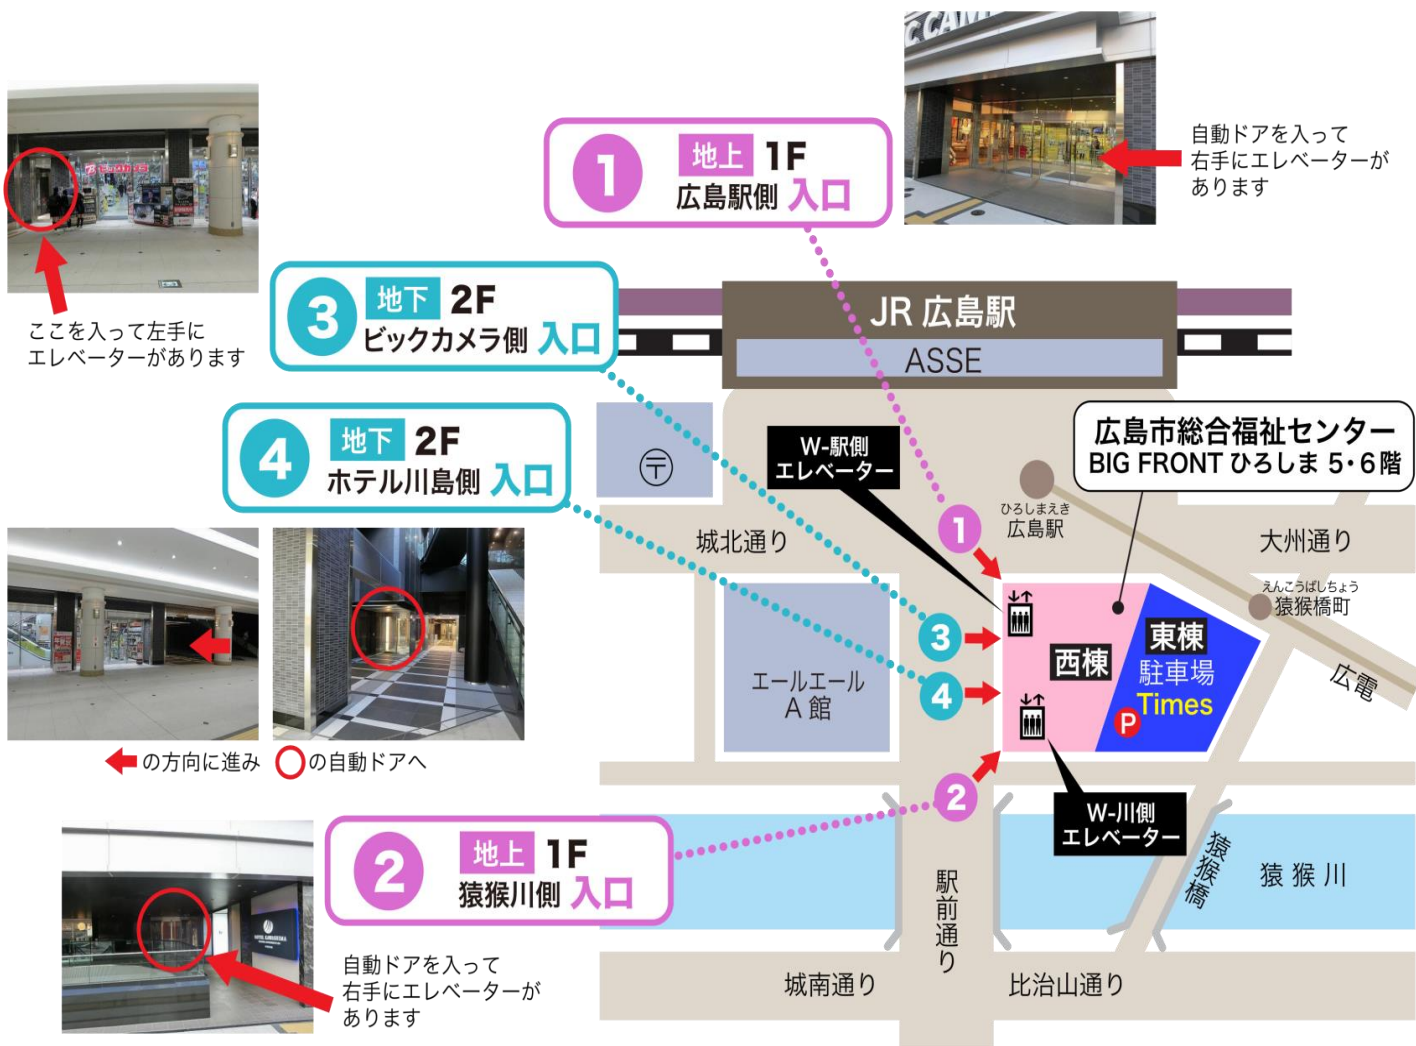 C CAM
自動ドアを入って
右手にエレベーターが
あります
1
地上 1F
広島駅側 入口
ビックカメラ
ここを入って左手に
エレベーターがあります
3
地下 2F
ビックカメラ側 入口
JR 広島駅
ASSE
4
地下 2F
ホテル川島側 入口
〒
W-駅側
エレベーター
広島市総合福祉センター
BIG FRONT ひろしま 5・6階
ひろしまえき
広島駅
城北通り
1
大州通り
えんこうばしちょう
猿猴橋町
広電
3
4
西棟
東棟
駐車場
Times
P
エールエール
A 館
の方向に進み
の自動ドアへ
2
W-川側
エレベーター
2
地上 1F
猿猴川側 入口
猿猴橋
猿猴川
駅前通り
自動ドアを入って
右手にエレベーターが
あります
城南通り
比治山通り